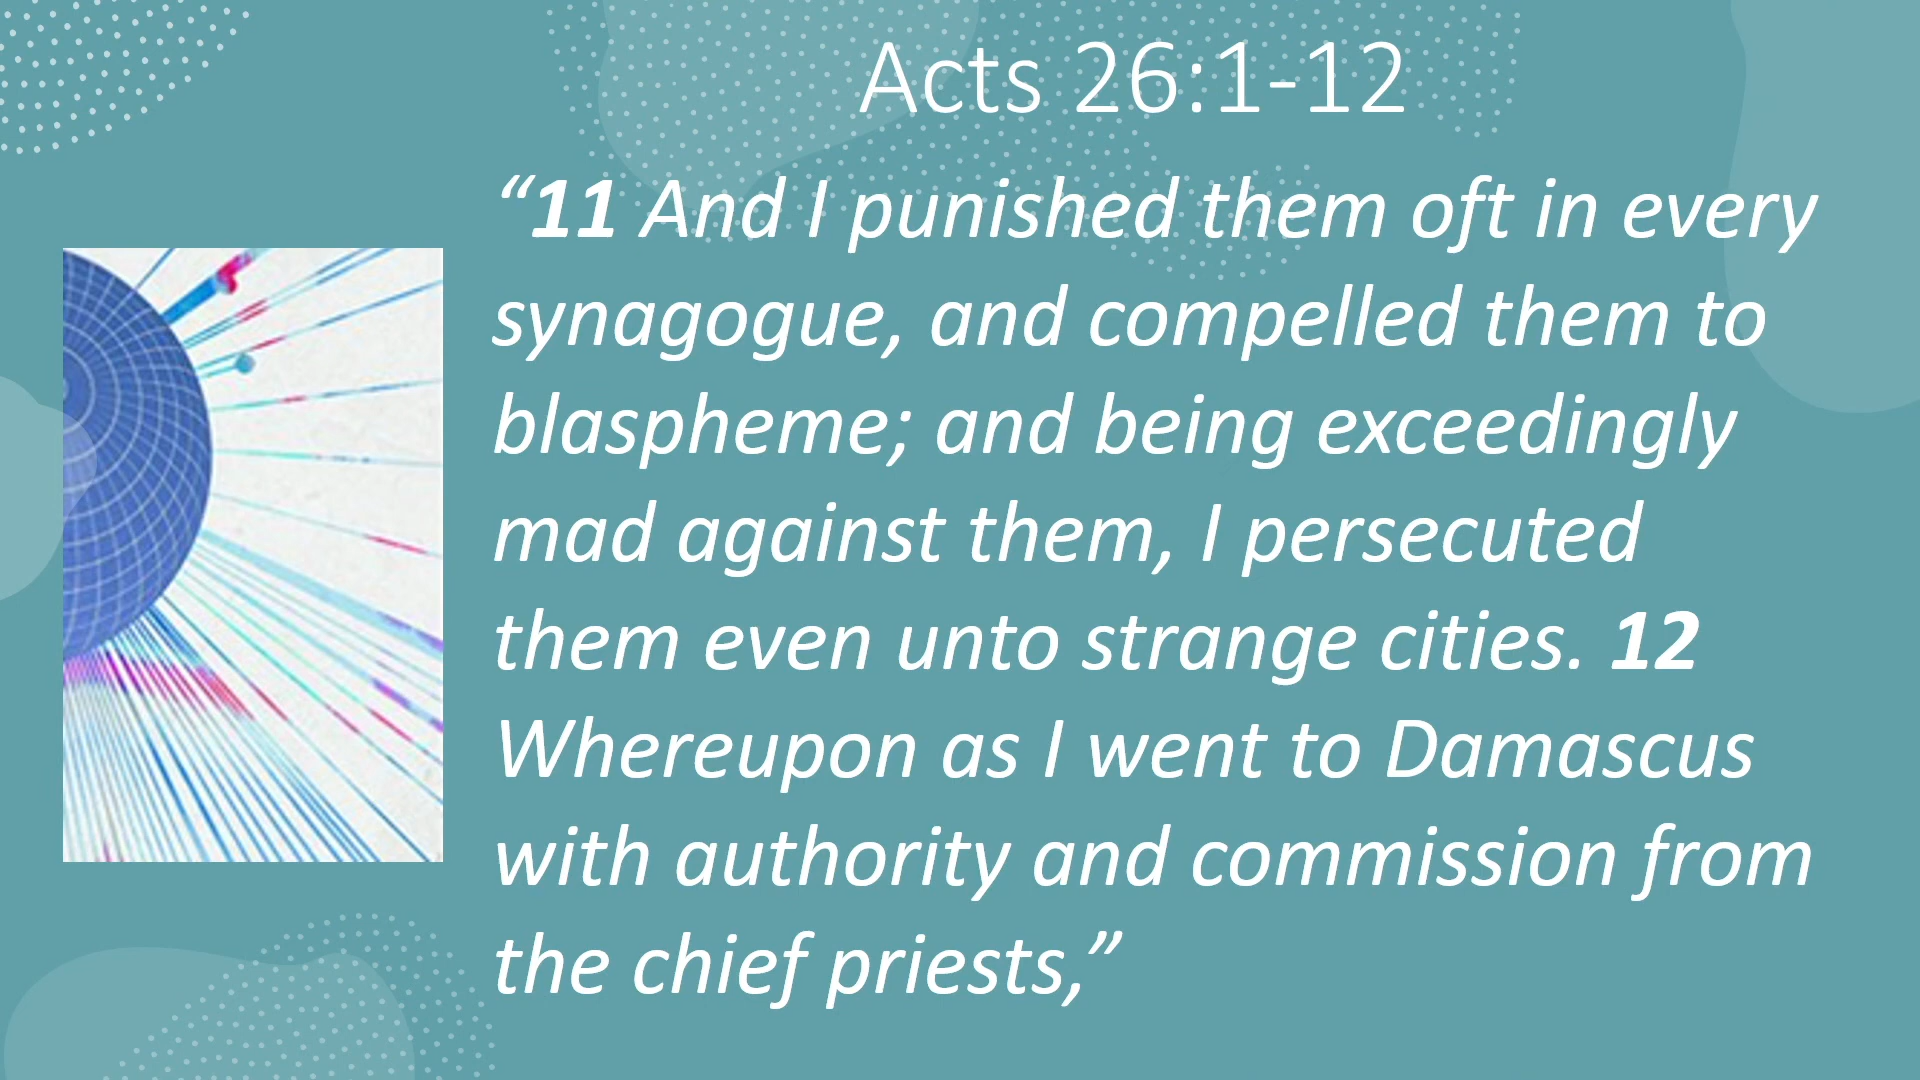 Acts 26:1-12
“11 And I punished them oft in every
synagogue, and compelled them to
blaspheme; and being exceedingly
mad against them, I persecuted
them even unto strange cities. 12
Whereupon as I went to Damascus
with authority and commission from
the chief priests,”